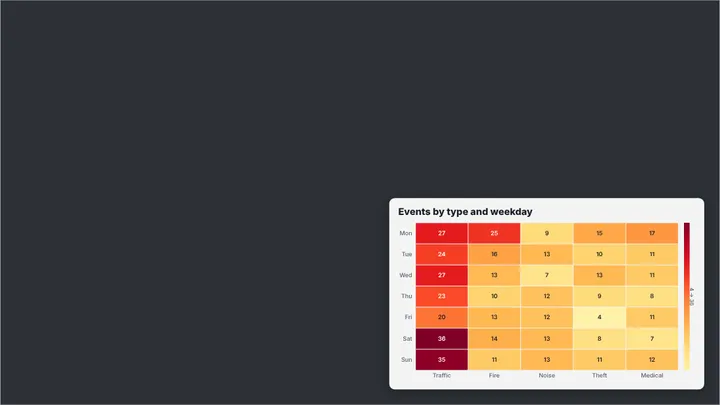 Events by type and weekday
Mon 27 25 9 15 17
Tue 24 16 13 10 11
Wed 27 13 7 13 11
Thu 23 10 12 9 8
Fri 20 13 12 4 11
Sat 36 14 13 8 7
Sun 35 11 13 11 12
Traffic Fire Noise Theft Medical
4 → 36